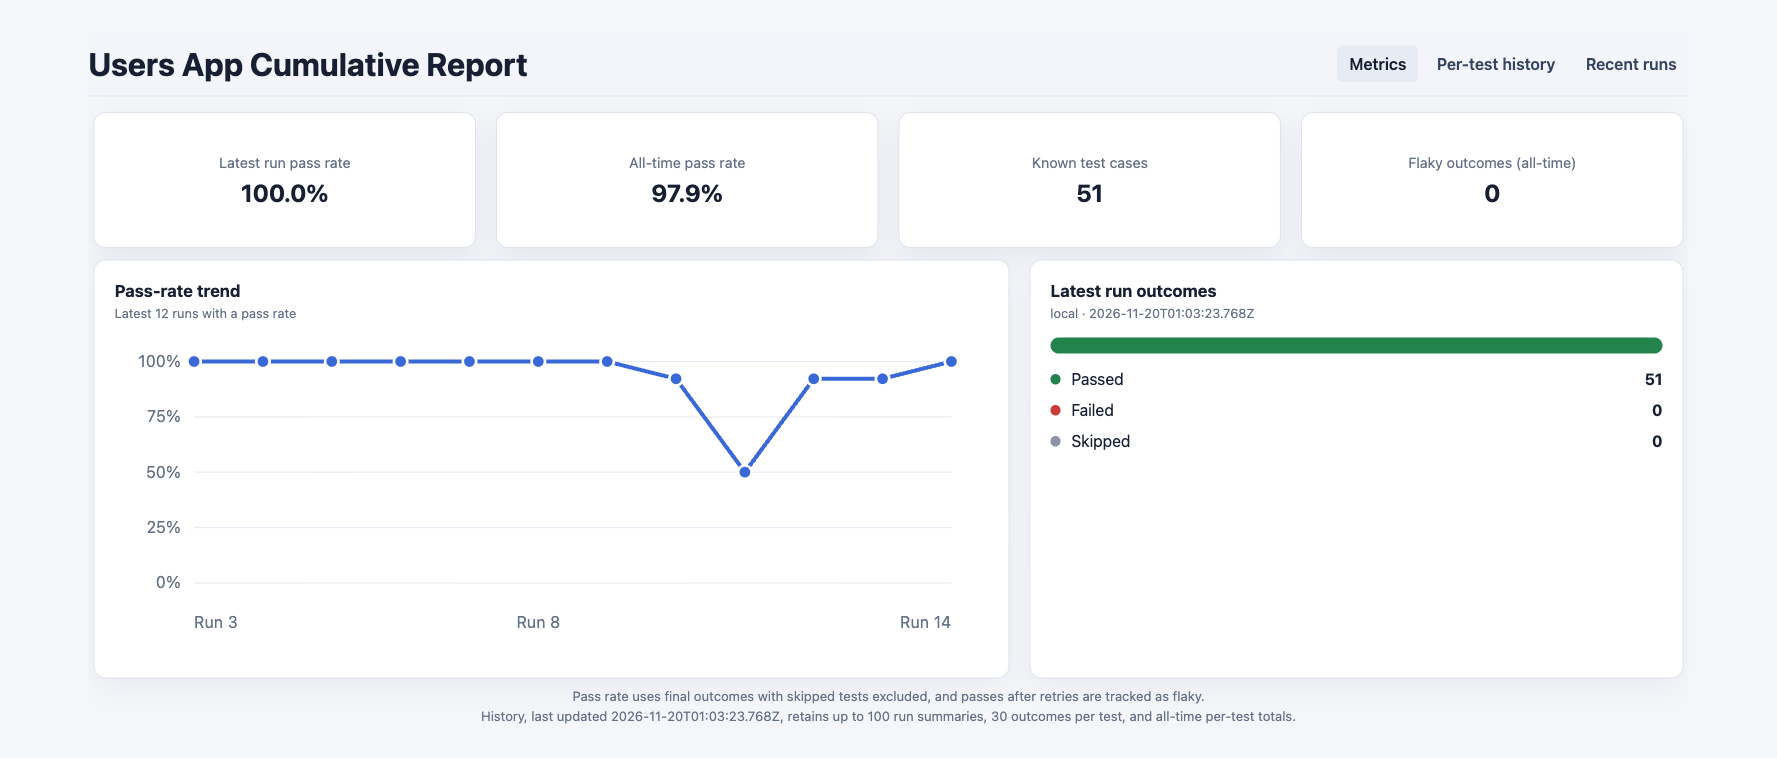 Users App Cumulative Report
Metrics
Per-test history
Recent runs
Latest run pass rate
100.0%
All-time pass rate
97.9%
Known test cases
51
Flaky outcomes (all-time)
0
Pass-rate trend
Latest 12 runs with a pass rate
100%
75%
50%
25%
0%
Run 3
Run 8
Run 14
Latest run outcomes
local · 2026-11-20T01:03:23.768Z
Passed 51
Failed 0
Skipped 0
Pass rate uses final outcomes with skipped tests excluded, and passes after retries are tracked as flaky.
History, last updated 2026-11-20T01:03:23.768Z, retains up to 100 run summaries, 30 outcomes per test, and all-time per-test totals.